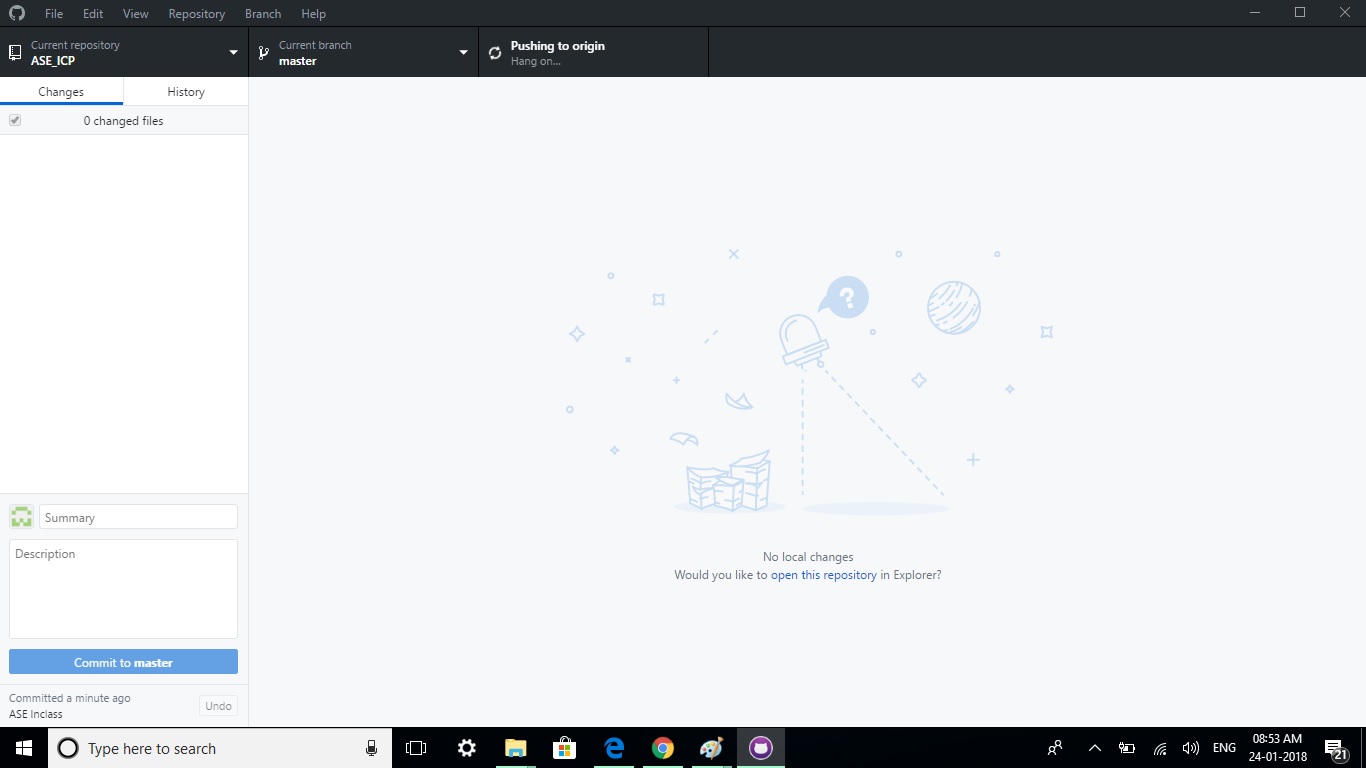 File Edit View Repository Branch Help
Current repository
ASE_ICP
Current branch
master
Pushing to origin
Hang on...
Changes
History
0 changed files
?
No local changes
Would you like to open this repository in Explorer?
Summary
Description
Commit to master
Committed a minute ago
ASE Inclass
Undo
Type here to search
ENG
08:53 AM
24-01-2018
21